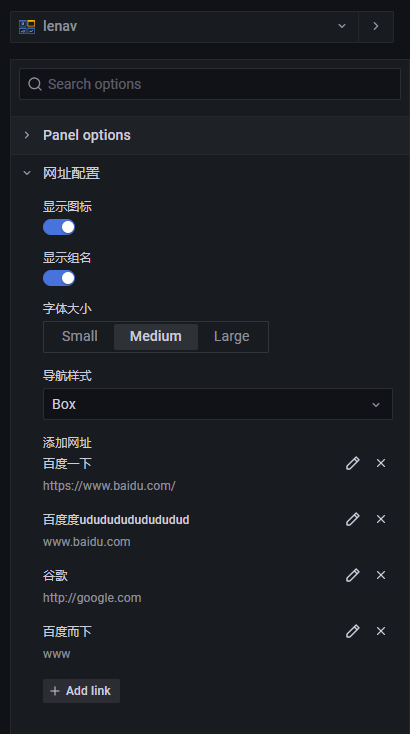 lenav
Search options
Panel options
网址配置
显示图标
显示组名
字体大小
Small Medium Large
导航样式
Box
添加网址
百度一下
https://www.baidu.com/
百度度udududududududud
www.baidu.com
谷歌
http://google.com
百度而下
www
Add link